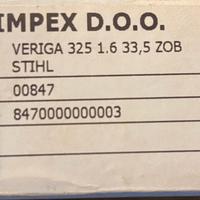 IMPEX D.O.O.
VERIGA 325 1.6 33,5 ZOB
STIHL
00847
8470000000003